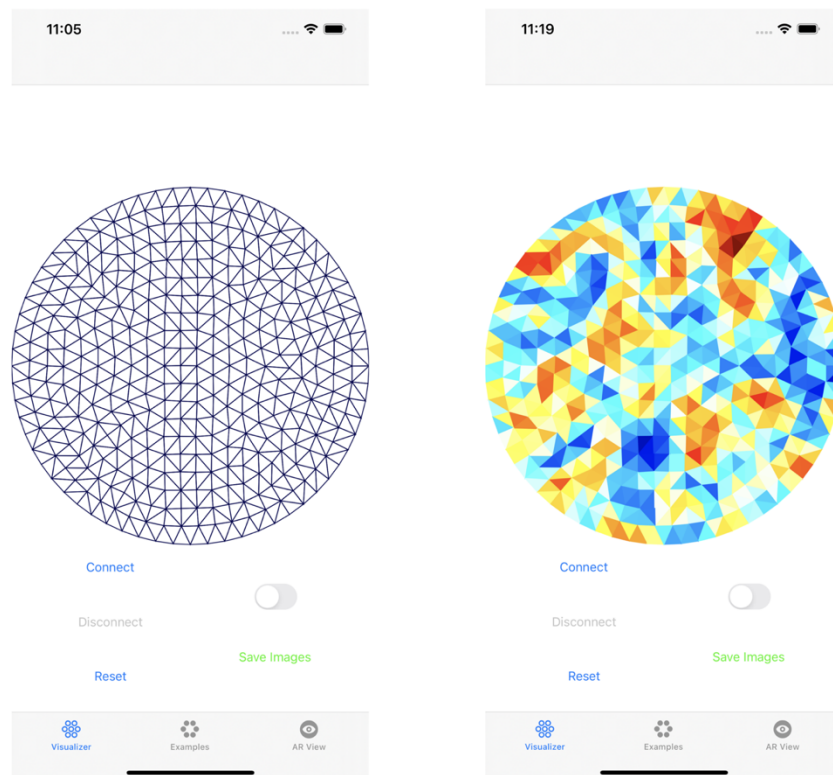 11:05
Connect
Disconnect
Save Images
Reset
Visualizer Examples AR View
11:19
Connect
Disconnect
Save Images
Reset
Visualizer Examples AR View